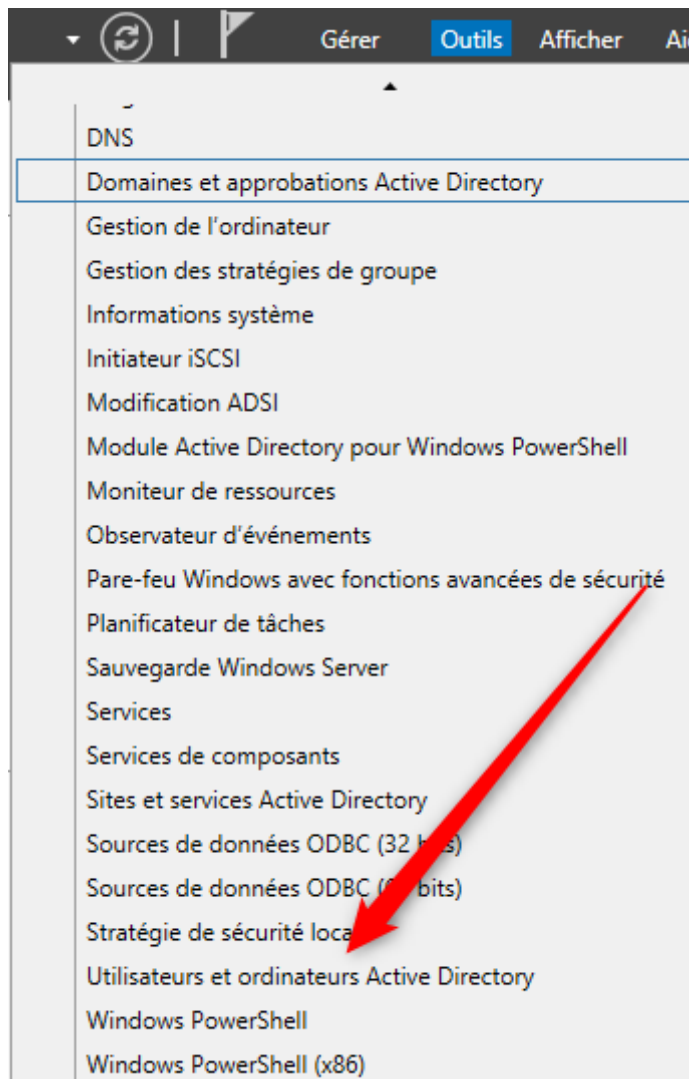 Gérer Outils Afficher
DNS
Domaines et approbations Active Directory
Gestion de l'ordinateur
Gestion des stratégies de groupe
Informations système
Initiateur iSCSI
Modification ADSI
Module Active Directory pour Windows PowerShell
Moniteur de ressources
Observateur d'événements
Pare-feu Windows avec fonctions avancées de sécurité
Planificateur de tâches
Sauvegarde Windows Server
Services
Services de composants
Sites et services Active Directory
Sources de données ODBC (32 bits)
Sources de données ODBC bits)
Stratégie de sécurité locale
Utilisateurs et ordinateurs Active Directory
Windows PowerShell
Windows PowerShell (x86)